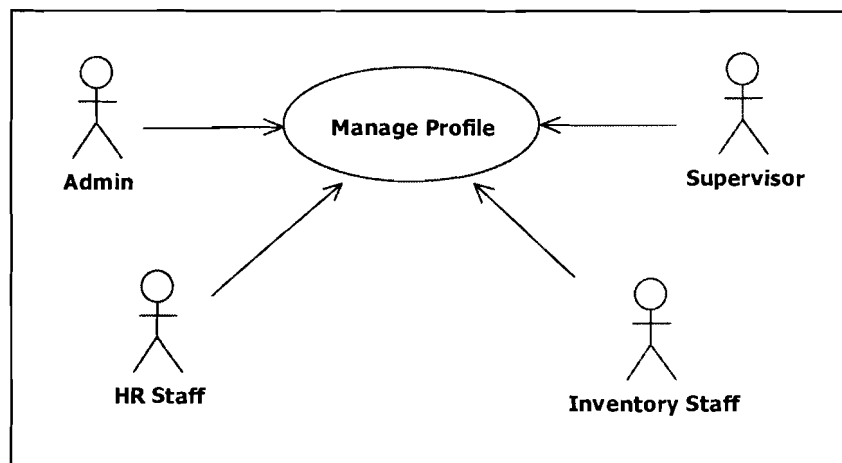 Manage Profile
Admin
Supervisor
HR Staff
Inventory Staff